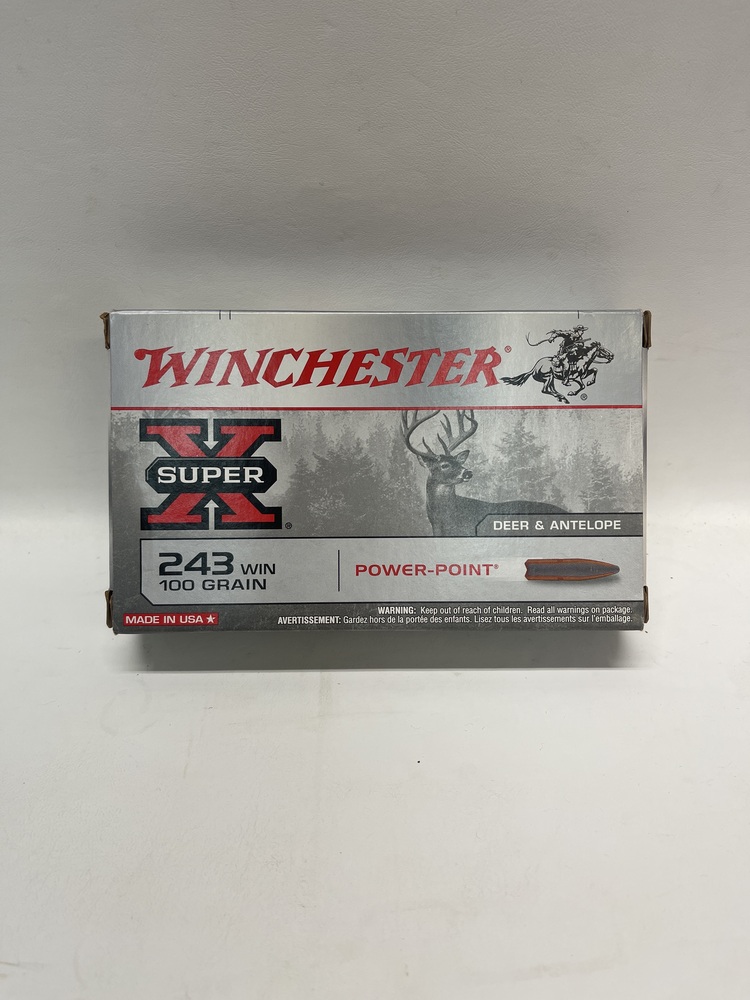 WINCHESTER®
®
SUPER X®
DEER & ANTELOPE
243 WIN
100 GRAIN
POWER-POINT®
MADE IN USA
WARNING: Keep out of reach of children. Read all warnings on package.
AVERTISSEMENT: Gardez hors de la portée des enfants. Lisez tous les avertissements sur l'emballage.